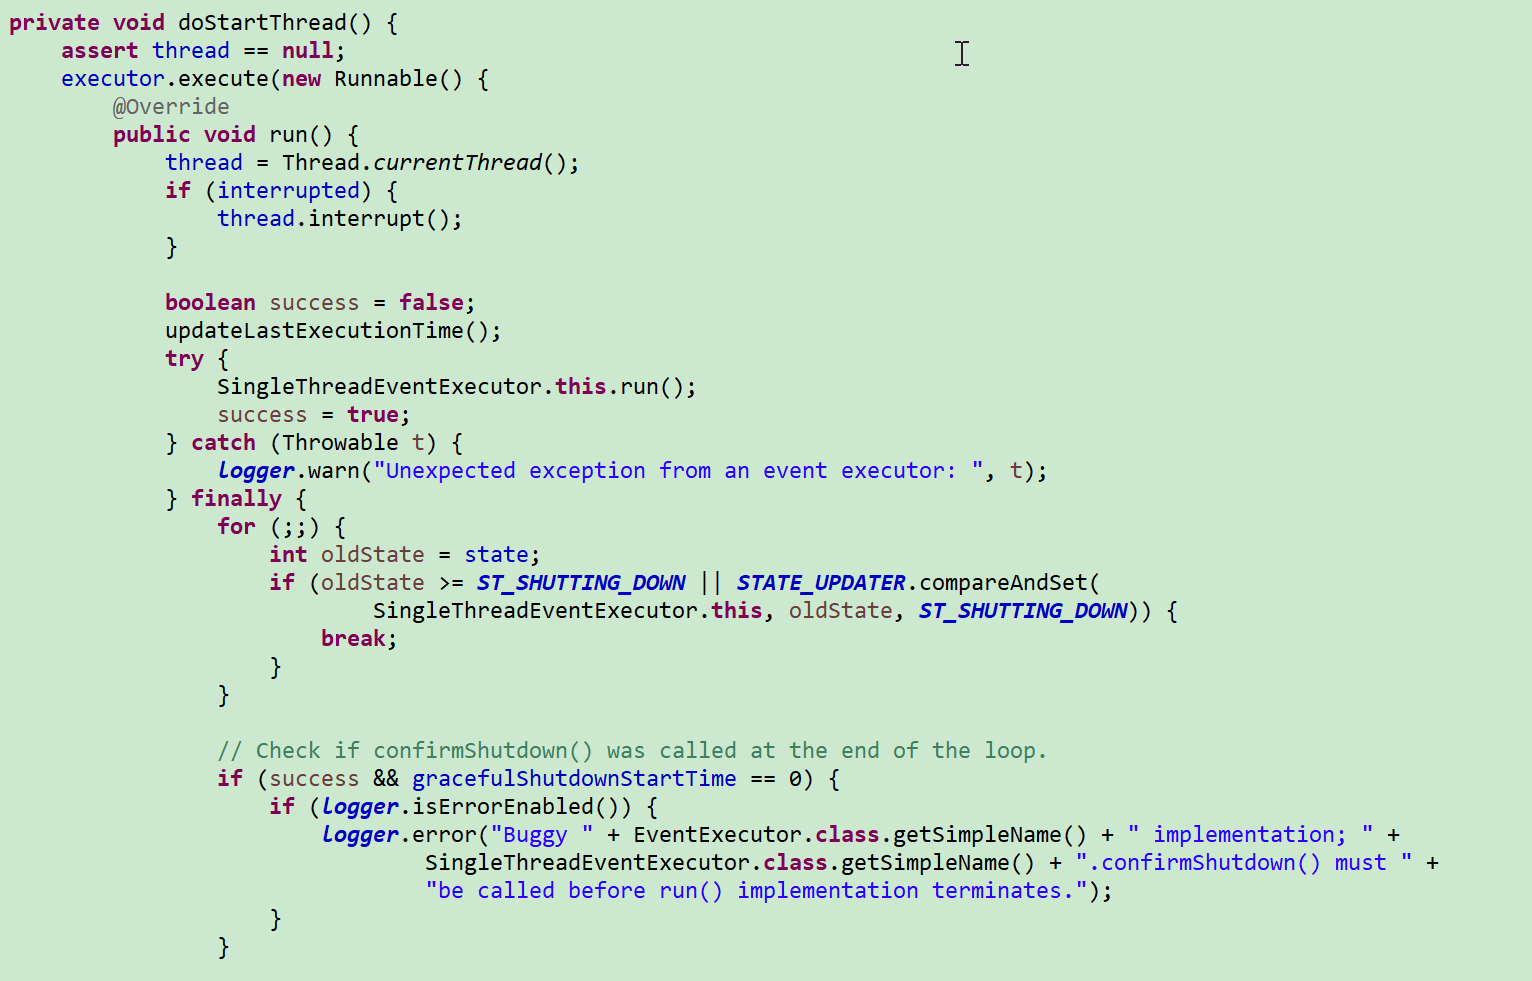 private void doStartThread() {
    assert thread == null;
    executor.execute(new Runnable() {
        @Override
        public void run() {
            thread = Thread.currentThread();
            if (interrupted) {
                thread.interrupt();
            }

            boolean success = false;
            updateLastExecutionTime();
            try {
                SingleThreadEventExecutor.this.run();
                success = true;
            } catch (Throwable t) {
                logger.warn("Unexpected exception from an event executor: ", t);
            } finally {
                for (;;) {
                    int oldState = state;
                    if (oldState >= ST_SHUTTING_DOWN || STATE_UPDATER.compareAndSet(
                            SingleThreadEventExecutor.this, oldState, ST_SHUTTING_DOWN)) {
                        break;
                    }
                }

                // Check if confirmShutdown() was called at the end of the loop.
                if (success && gracefulShutdownStartTime == 0) {
                    if (logger.isErrorEnabled()) {
                        logger.error("Buggy " + EventExecutor.class.getSimpleName() + " implementation; " +
                                SingleThreadEventExecutor.class.getSimpleName() + ".confirmShutdown() must " +
                                "be called before run() implementation terminates.");
                    }
                }